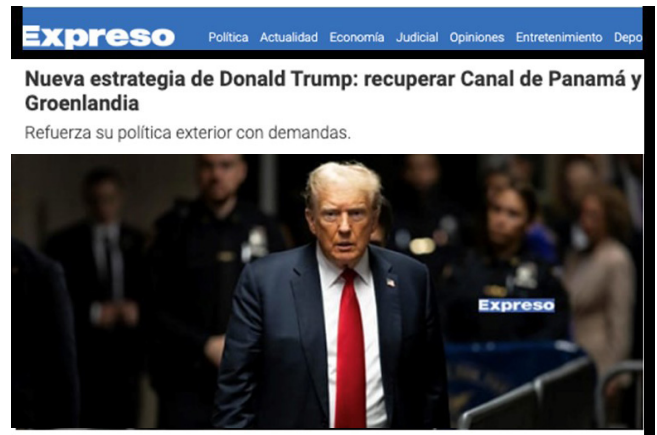 Expreso
Política Actualidad Economía Judicial Opiniones Entretenimiento Depo
Nueva estrategia de Donald Trump: recuperar Canal de Panamá y
Groenlandia
Refuerza su política exterior con demandas.
Expreso